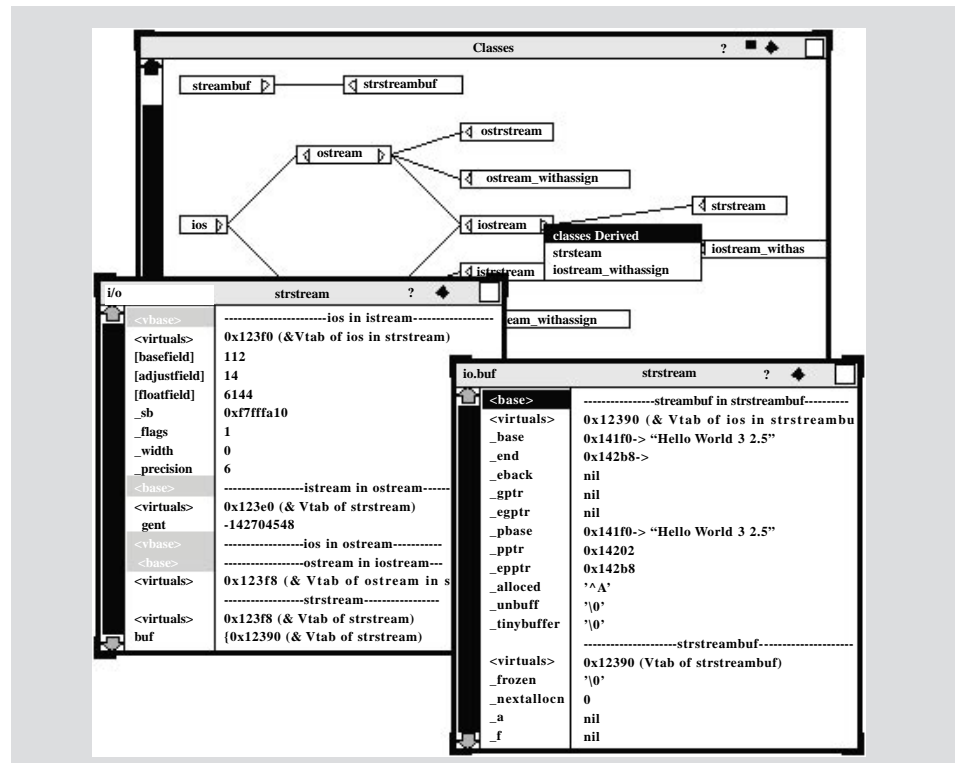 Classes ?
streambuf strstreambuf
ostrstream
ostream
ostream_withassign
strstream
ios iostream
classes Derived
strsteam
iostream_withassign
iostream_withas
istrstream
eam_withassign
i/o strstream ?
<vbase> -----------------------ios in istream------------------
<virtuals> 0x123f0 (&Vtab of ios in strstream)
[basefield] 112
[adjustfield] 14
[floatfield] 6144
_sb 0xf7fffa10
_flags 1
_width 0
_precision 6
<base> ------------------istream in ostream------
<virtuals> 0x123e0 (& Vtab of strstream)
gent -142704548
<vbase> ------------------ios in ostream-----------
<base> ------------------ostream in iostream---
<virtuals> 0x123f8 (& Vtab of ostream in s
------------------strstream-----------------
<virtuals> 0x123f8 (& Vtab of strstream)
buf {0x12390 (& Vtab of strstream)
io.buf strstream ?
<base> ----------------streambuf in strstreambuf----------
<virtuals> 0x12390 (& Vtab of ios in strstreambu
_base 0x141f0-> “Hello World 3 2.5”
_end 0x142b8->
_eback nil
_gptr nil
_egptr nil
_pbase 0x141f0-> “Hello World 3 2.5”
_pptr 0x14202
_epptr 0x142b8
_alloced ’^A’
_unbuff ’\0’
_tinybuffer ’\0’
---------------------strstreambuf---------------------
<virtuals> 0x12390 (Vtab of strstreambuf)
_frozen ’\0’
_nextallocn 0
_a nil
_f nil